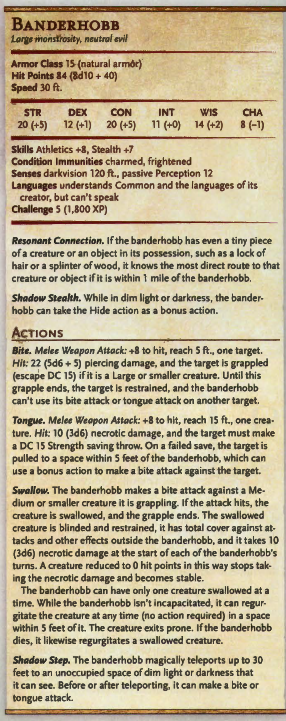 BANDERHOBB
Large monstrosity, neutral evil
Armor Class 15 (natural armor)
Hit Points 84 (8d10 + 40)
Speed 30 ft.
STR DEX CON INT WIS CHA
20 (+5) 12 (+1) 20 (+5) 11 (+0) 14 (+2) 8 (–1)
Skills Athletics +8, Stealth +7
Condition Immunities charmed, frightened
Senses darkvision 120 ft., passive Perception 12
Languages understands Common and the languages of its
creator, but can't speak
Challenge 5 (1,800 XP)
Resonant Connection. If the banderhobb has even a tiny piece
of a creature or an object in its possession, such as a lock of
hair or a splinter of wood, it knows the most direct route to that
creature or object if it is within 1 mile of the banderhobb.
Shadow Stealth. While in dim light or darkness, the bander-
hobb can take the Hide action as a bonus action.
ACTIONS
Bite. Melee Weapon Attack: +8 to hit, reach 5 ft., one target.
Hit: 22 (5d6 + 5) piercing damage, and the target is grappled
(escape DC 15) if it is a Large or smaller creature. Until this
grapple ends, the target is restrained, and the banderhobb
can't use its bite attack or tongue attack on another target.
Tongue. Melee Weapon Attack: +8 to hit, reach 15 ft., one crea-
ture. Hit: 10 (3d6) necrotic damage, and the target must make
a DC 15 Strength saving throw. On a failed save, the target is
pulled to a space within 5 feet of the banderhobb, which can
use a bonus action to make a bite attack against the target.
Swallow. The banderhobb makes a bite attack against a Me-
dium or smaller creature it is grappling. If the attack hits, the
creature is swallowed, and the grapple ends. The swallowed
creature is blinded and restrained, it has total cover against at-
tacks and other effects outside the banderhobb, and it takes 10
(3d6) necrotic damage at the start of each of the banderhobb's
turns. A creature reduced to 0 hit points in this way stops tak-
ing the necrotic damage and becomes stable.
The banderhobb can have only one creature swallowed at a
time. While the banderhobb isn't incapacitated, it can regur-
gitate the creature at any time (no action required) in a space
within 5 feet of it. The creature exits prone. If the banderhobb
dies, it likewise regurgitates a swallowed creature.
Shadow Step. The banderhobb magically teleports up to 30
feet to an unoccupied space of dim light or darkness that
it can see. Before or after teleporting, it can make a bite or
tongue attack.